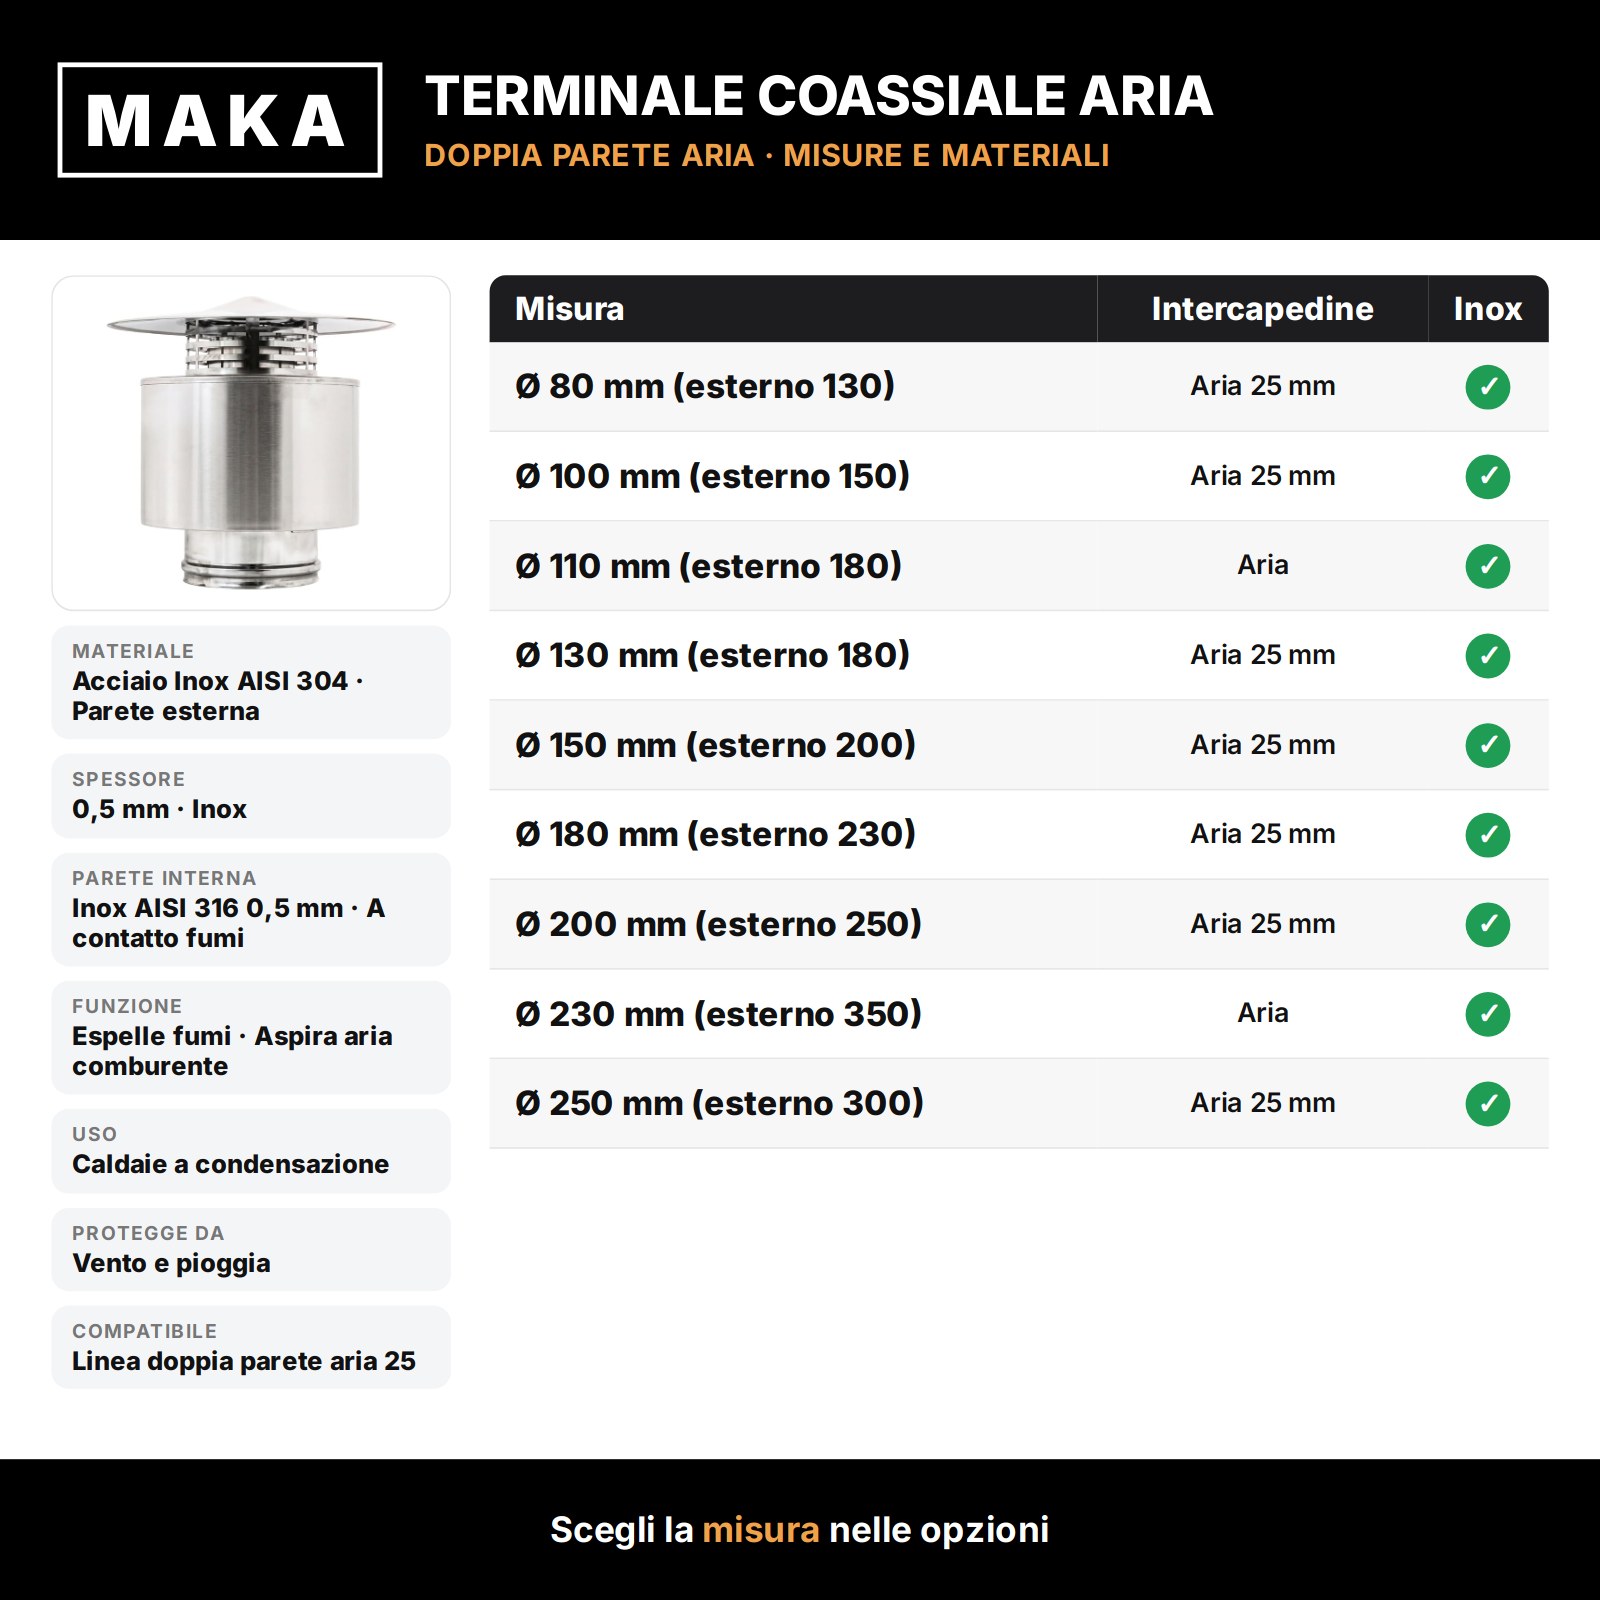 MAKA
TERMINALE COASSIALE ARIA
DOPPIA PARETE ARIA · MISURE E MATERIALI
MATERIALE
Acciaio Inox AISI 304 ·
Parete esterna
SPESSORE
0,5 mm · Inox
PARETE INTERNA
Inox AISI 316 0,5 mm · A
contatto fumi
FUNZIONE
Espelle fumi · Aspira aria
comburente
USO
Caldaie a condensazione
PROTEGGE DA
Vento e pioggia
COMPATIBILE
Linea doppia parete aria 25
Misura Intercapedine Inox
Ø 80 mm (esterno 130) Aria 25 mm ✓
Ø 100 mm (esterno 150) Aria 25 mm ✓
Ø 110 mm (esterno 180) Aria ✓
Ø 130 mm (esterno 180) Aria 25 mm ✓
Ø 150 mm (esterno 200) Aria 25 mm ✓
Ø 180 mm (esterno 230) Aria 25 mm ✓
Ø 200 mm (esterno 250) Aria 25 mm ✓
Ø 230 mm (esterno 350) Aria ✓
Ø 250 mm (esterno 300) Aria 25 mm ✓
Scegli la misura nelle opzioni